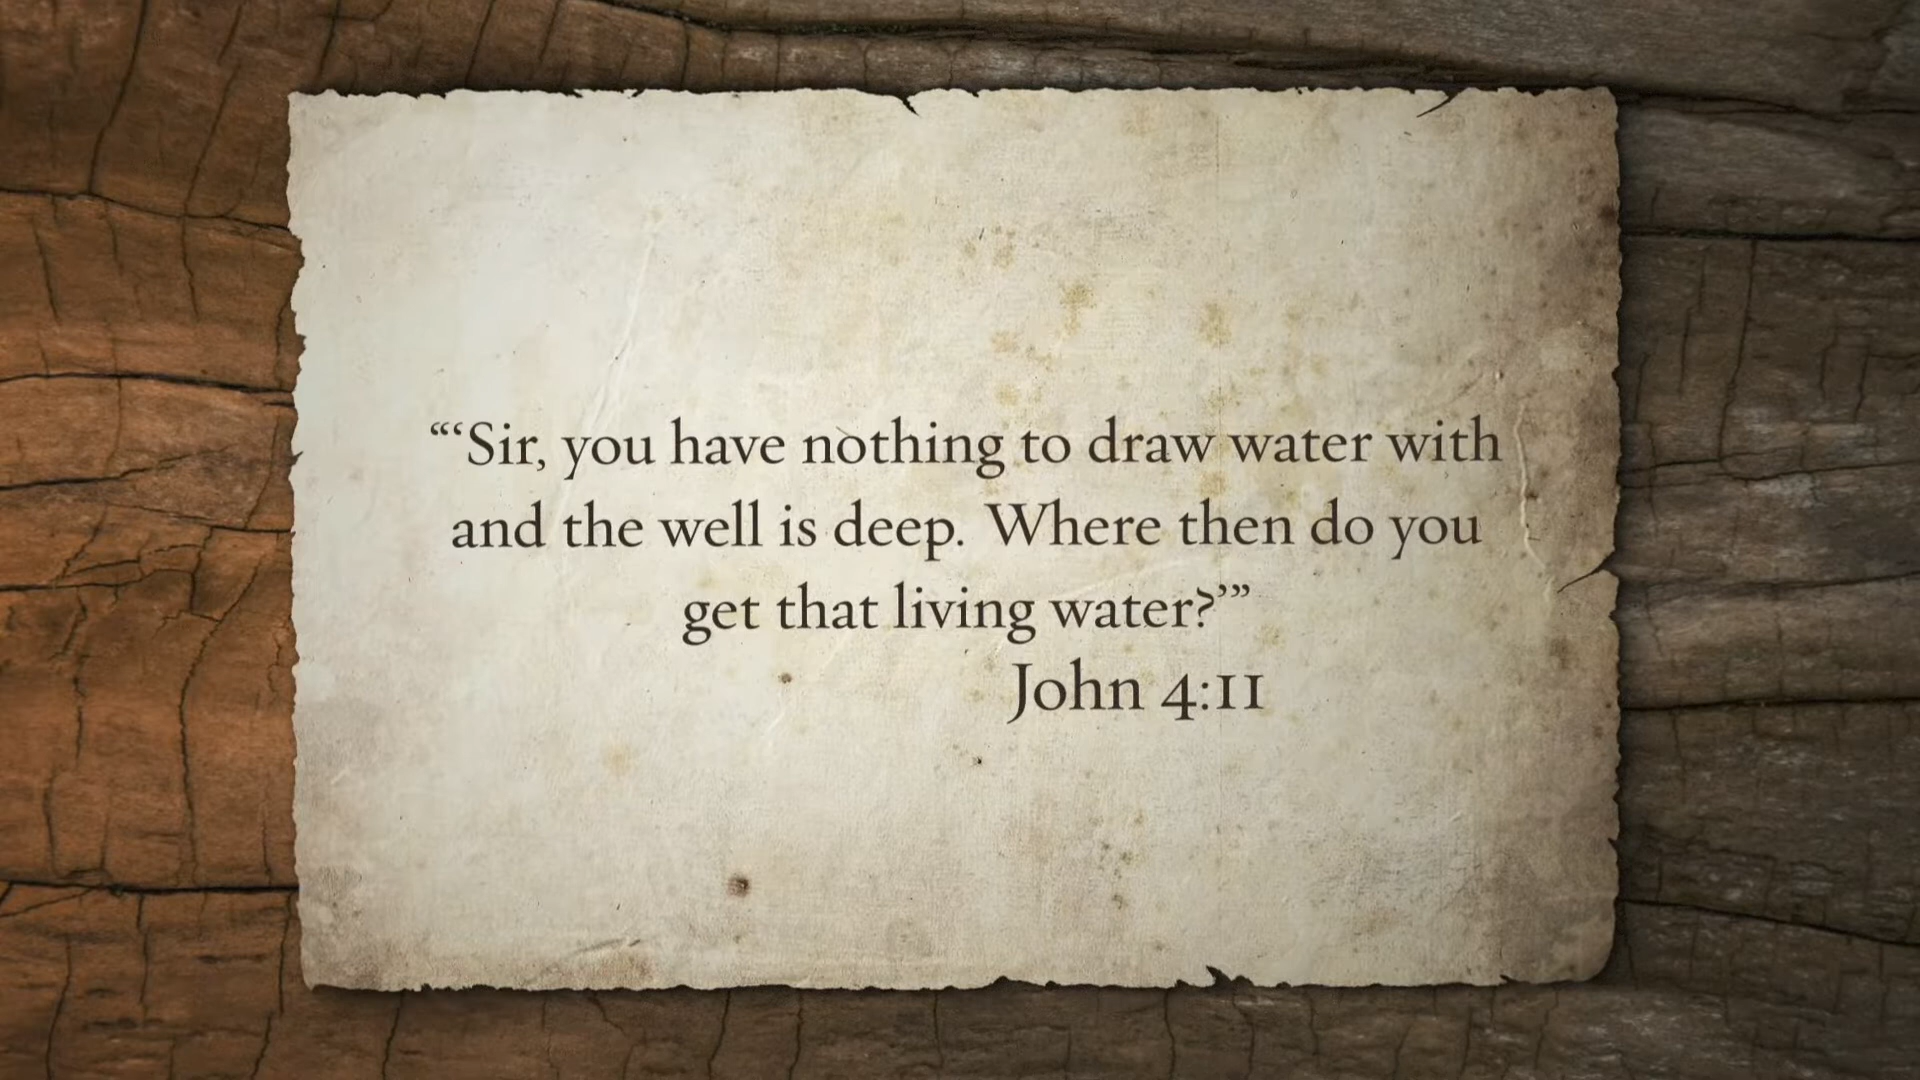 “‘Sir, you have nothing to draw water with
and the well is deep. Where then do you
get that living water?’”
John 4:11